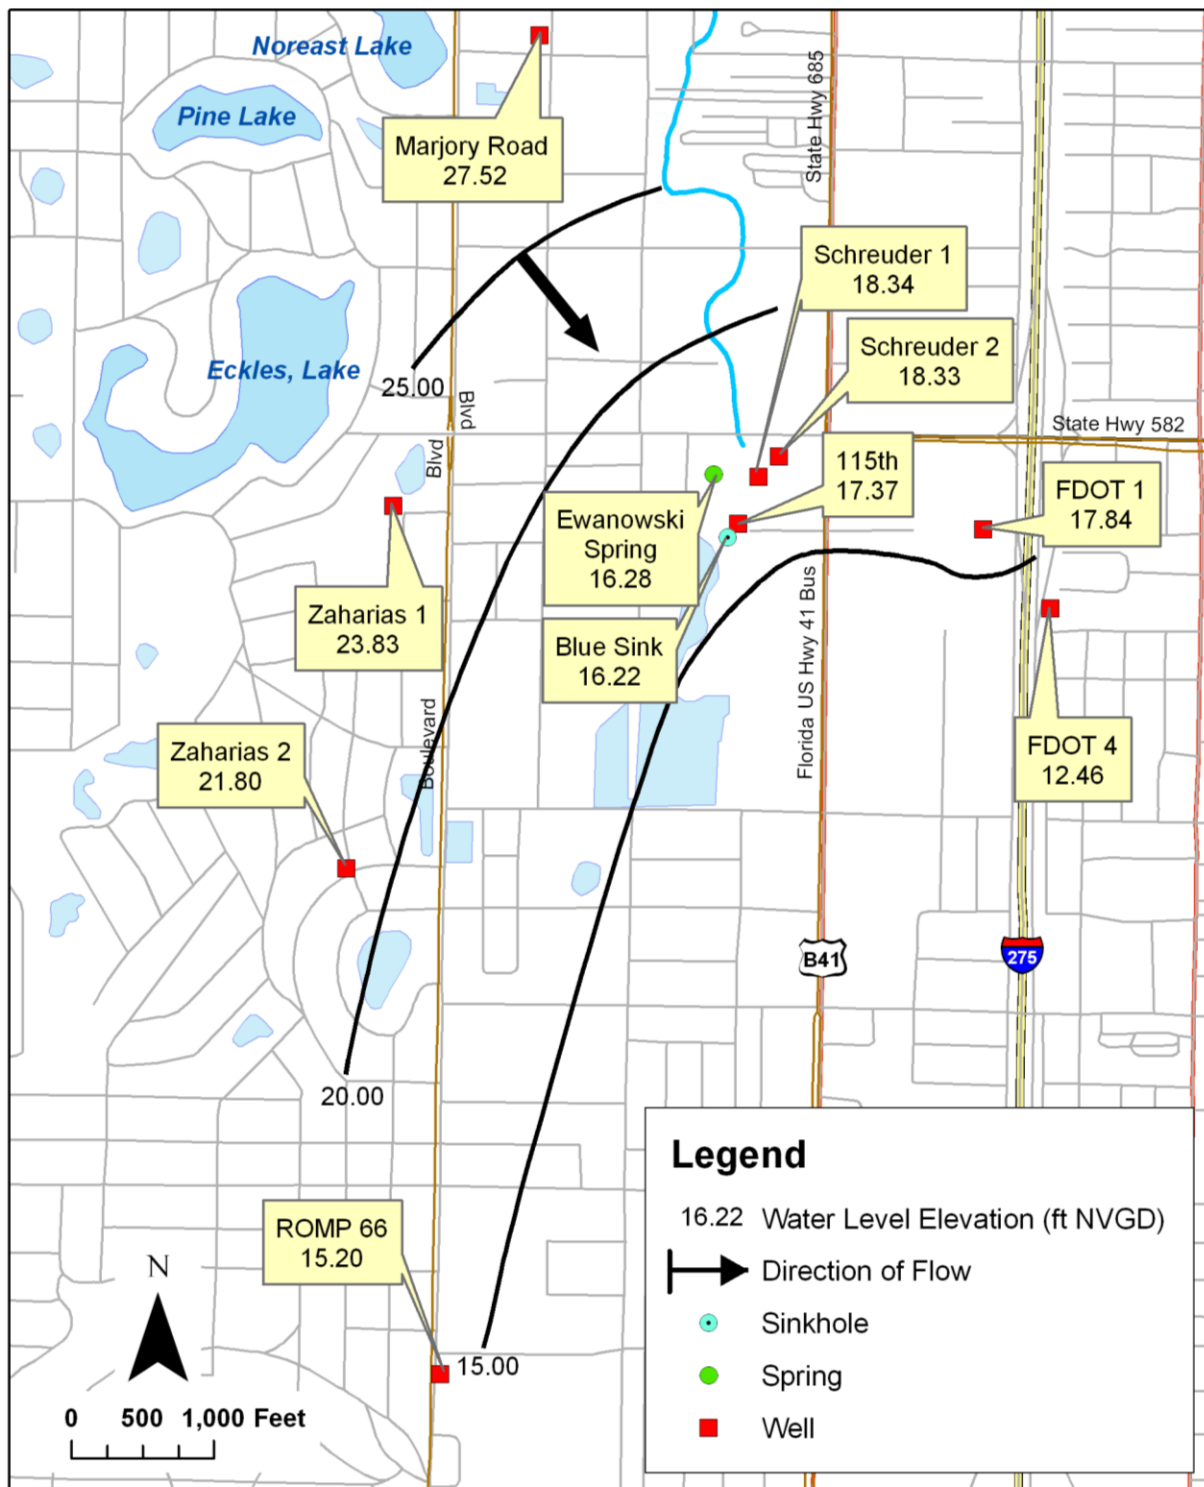 Noreast Lake
Pine Lake
Marjory Road
27.52
State Hwy 685
Schreuder 1
18.34
Schreuder 2
18.33
Eckles, Lake
25.00
Blvd
Blvd
State Hwy 582
115th
17.37
FDOT 1
17.84
Ewanowski
Spring
16.28
Zaharias 1
23.83
Blue Sink
16.22
Florida US Hwy 41 Bus
Boulevard
Zaharias 2
21.80
FDOT 4
12.46
B41
275
20.00
ROMP 66
15.20
15.00
N
0 500 1,000 Feet
Legend
16.22 Water Level Elevation (ft NVGD)
Direction of Flow
Sinkhole
Spring
Well